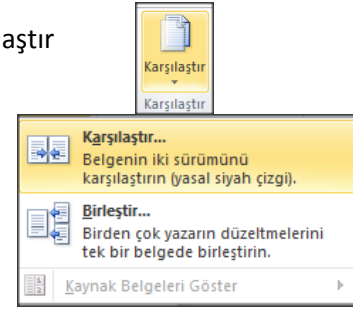 aştır
Karşılaştır
Karşılaştır
Karşılaştır...
Belgenin iki sürümünü
karşılaştırın (yasal siyah çizgi).
Birleştir...
Birden çok yazarın düzeltmelerini
tek bir belgede birleştirin.
Kaynak Belgeleri Göster